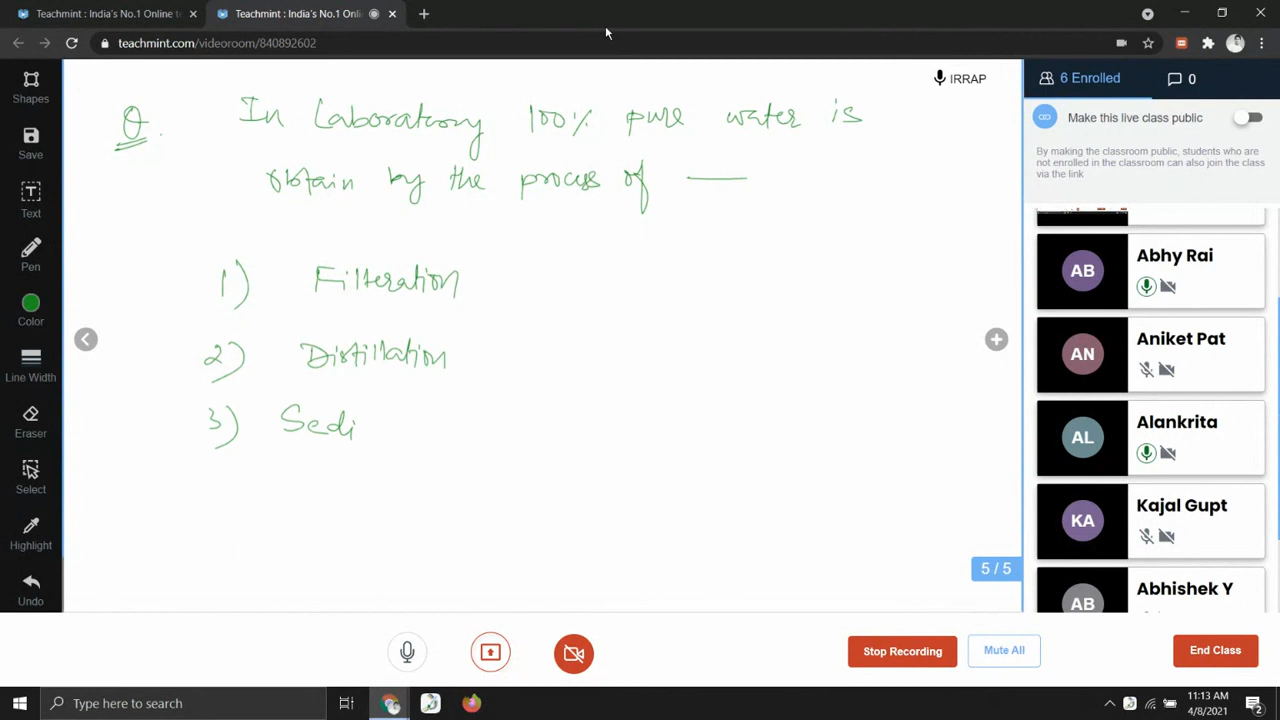 Teachmint: India's No.1 Online t
Teachmint: India's No.1 Onli
teachmint.com/videoroom/840892602
Shapes
Save
Text
Pen
Color
Line Width
Eraser
Select
Highlight
Undo
IRRAP
Q. In Laboratory 100% pure water is
obtain by the process of ____
1) Filteration
2) Distillation
3) Sedi
5 / 5
6 Enrolled
0
Make this live class public
By making the classroom public, students who are
not enrolled in the classroom can also join the class
via the link
AB Abhy Rai
AN Aniket Pat
AL Alankrita
KA Kajal Gupt
AB Abhishek Y
Stop Recording
Mute All
End Class
Type here to search
11:13 AM
4/8/2021
2